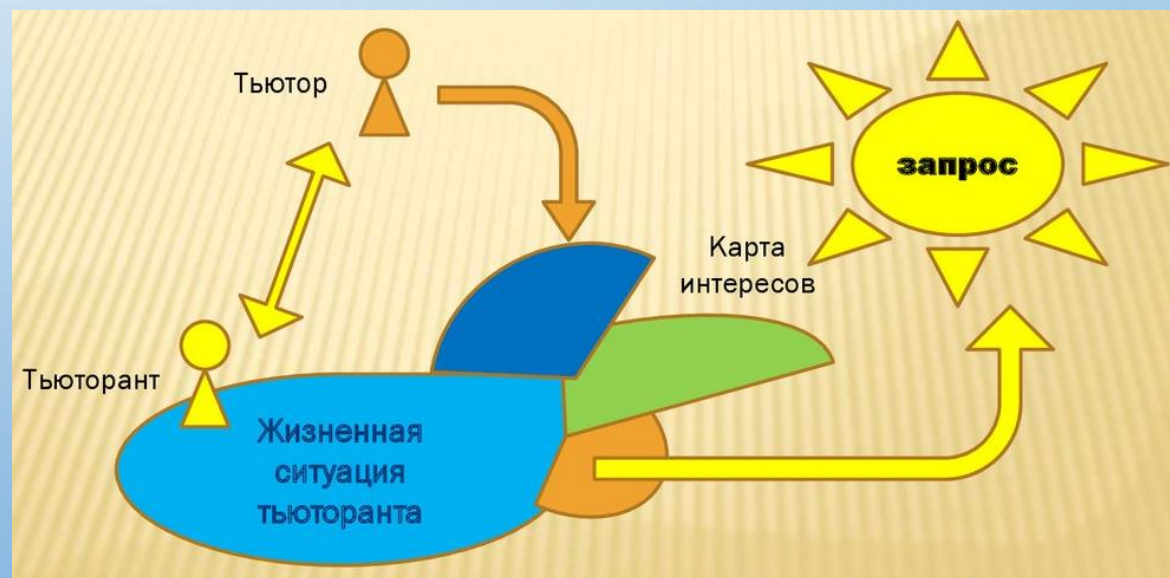 Тьютор
запрос
Карта
интересов
Тьюторант
Жизненная
ситуация
тьюторанта